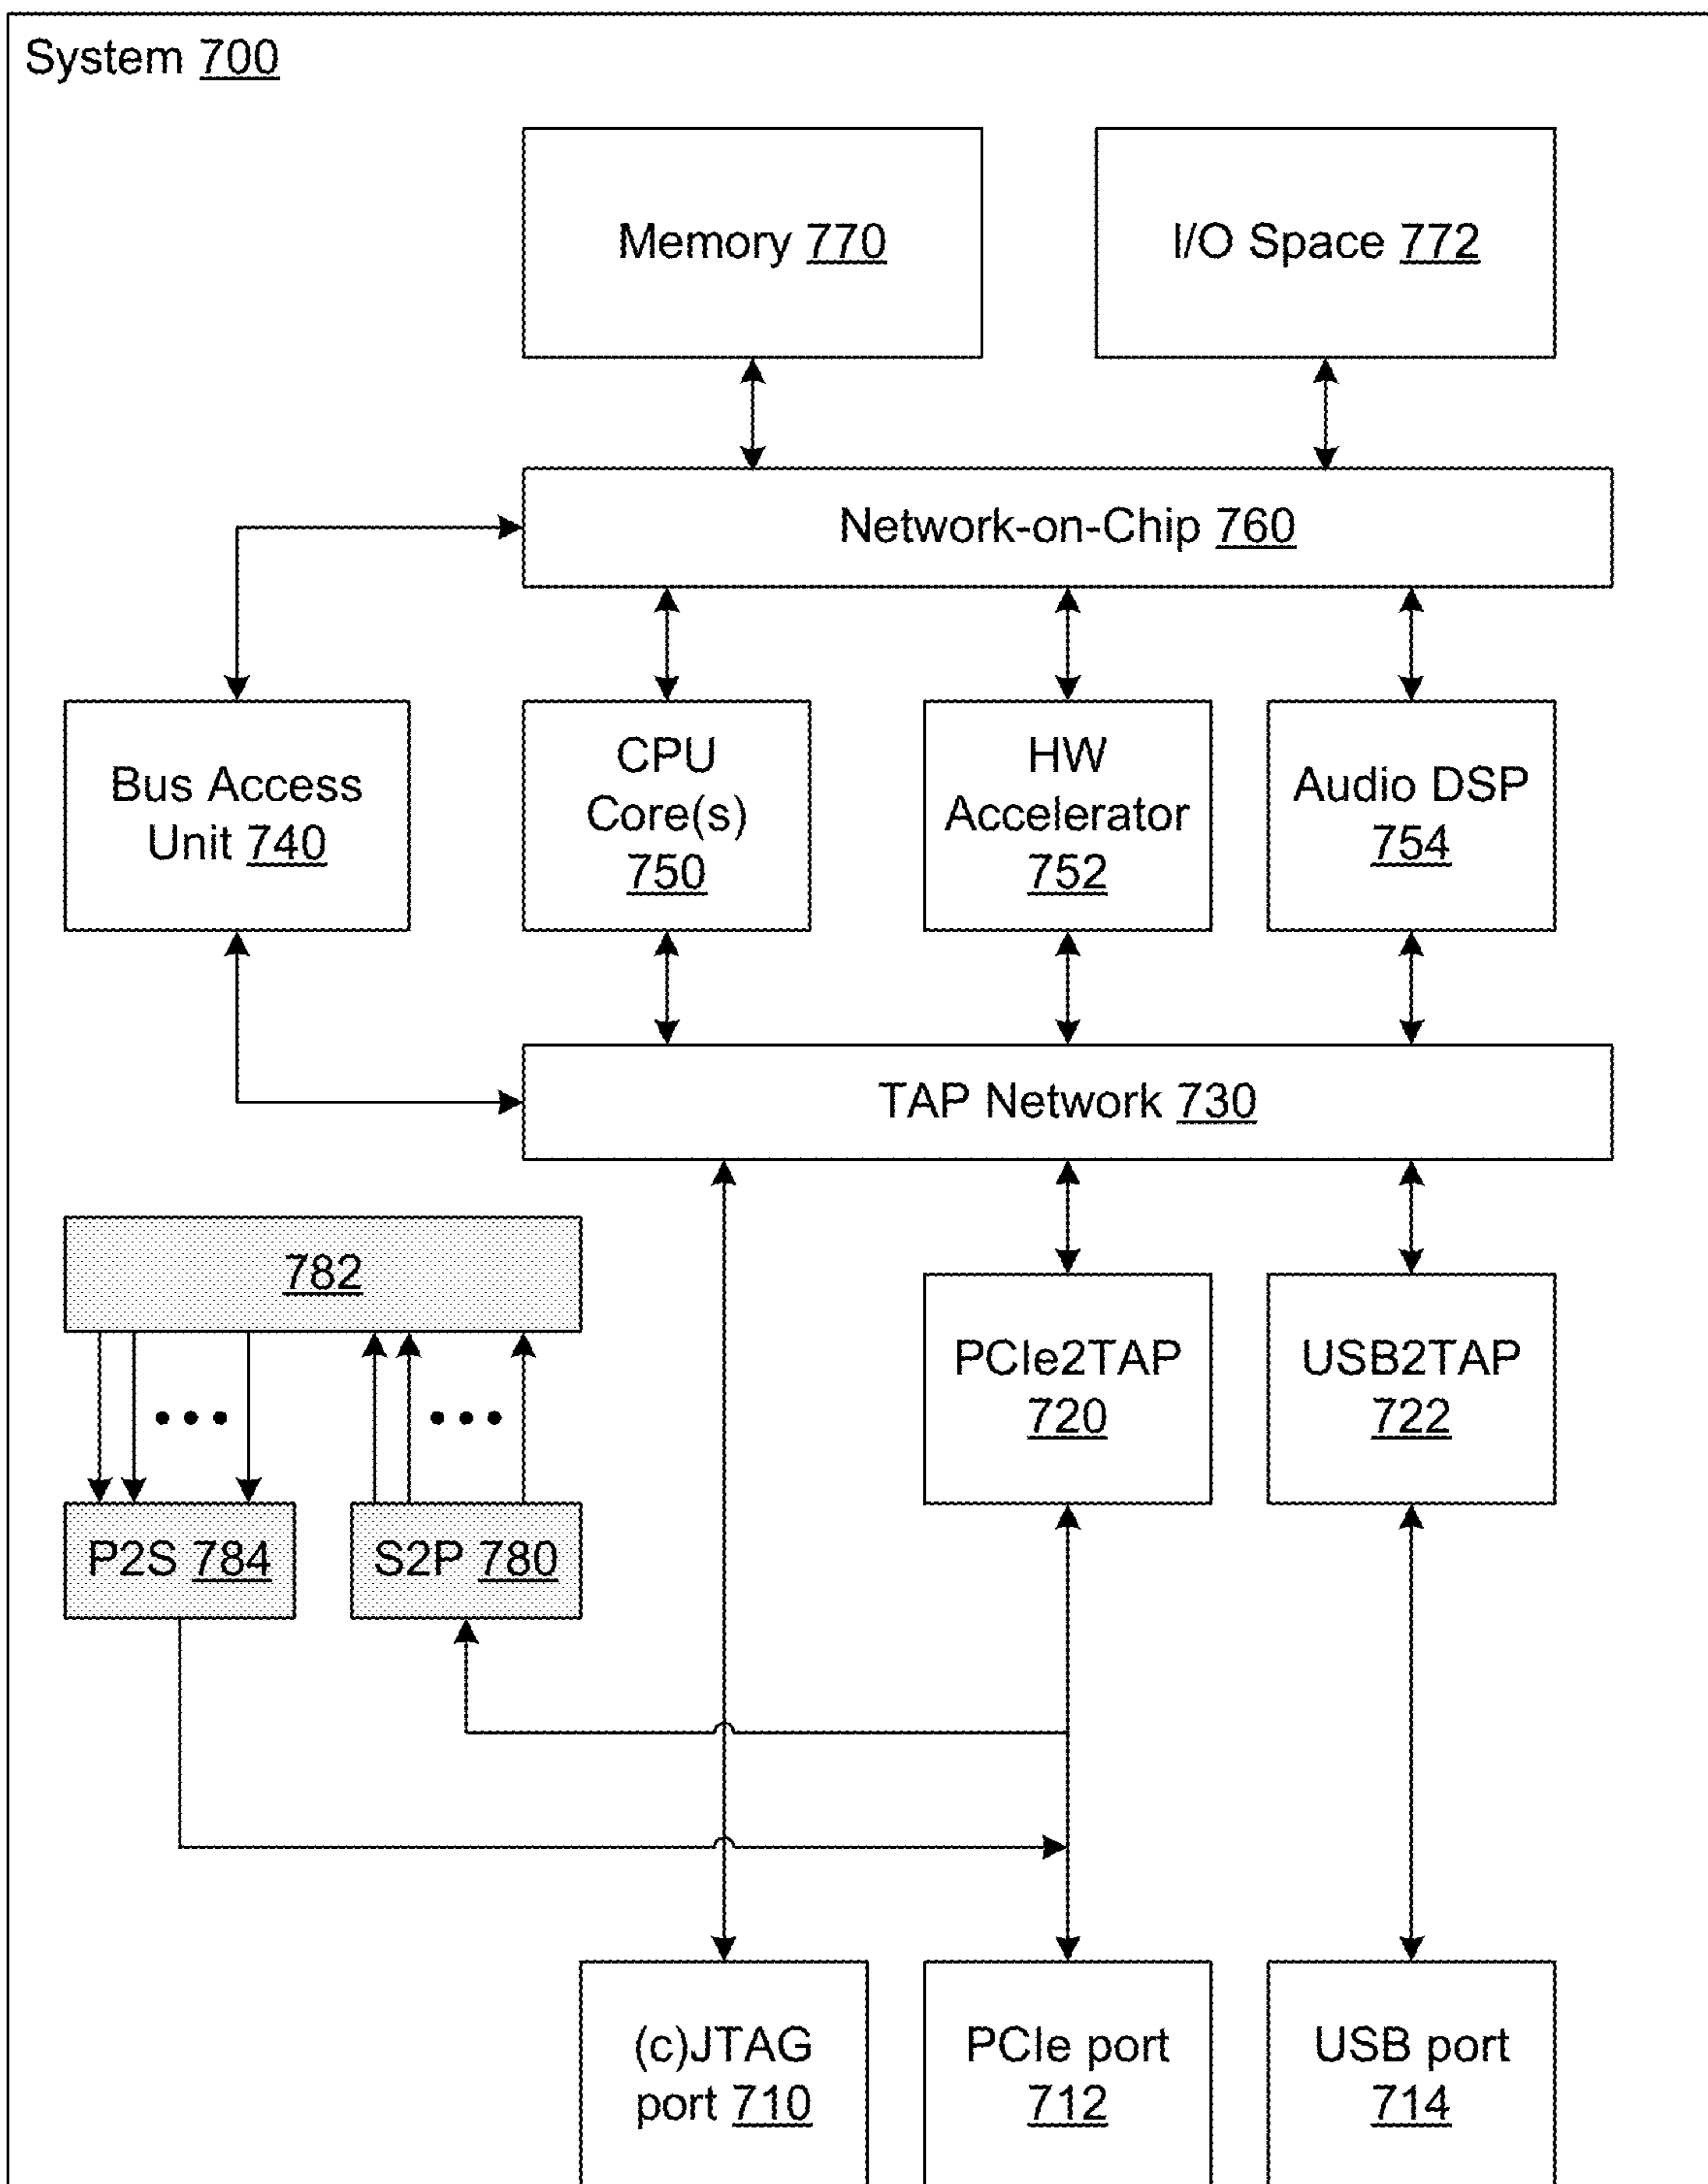 System 700
Memory 770
I/O Space 772
Network-on-Chip 760
Bus Access
Unit 740
CPU
Core(s)
750
HW
Accelerator
752
Audio DSP
754
TAP Network 730
782
PCIe2TAP
720
USB2TAP
722
P2S 784
S2P 780
(c)JTAG
port 710
PCIe port
712
USB port
714